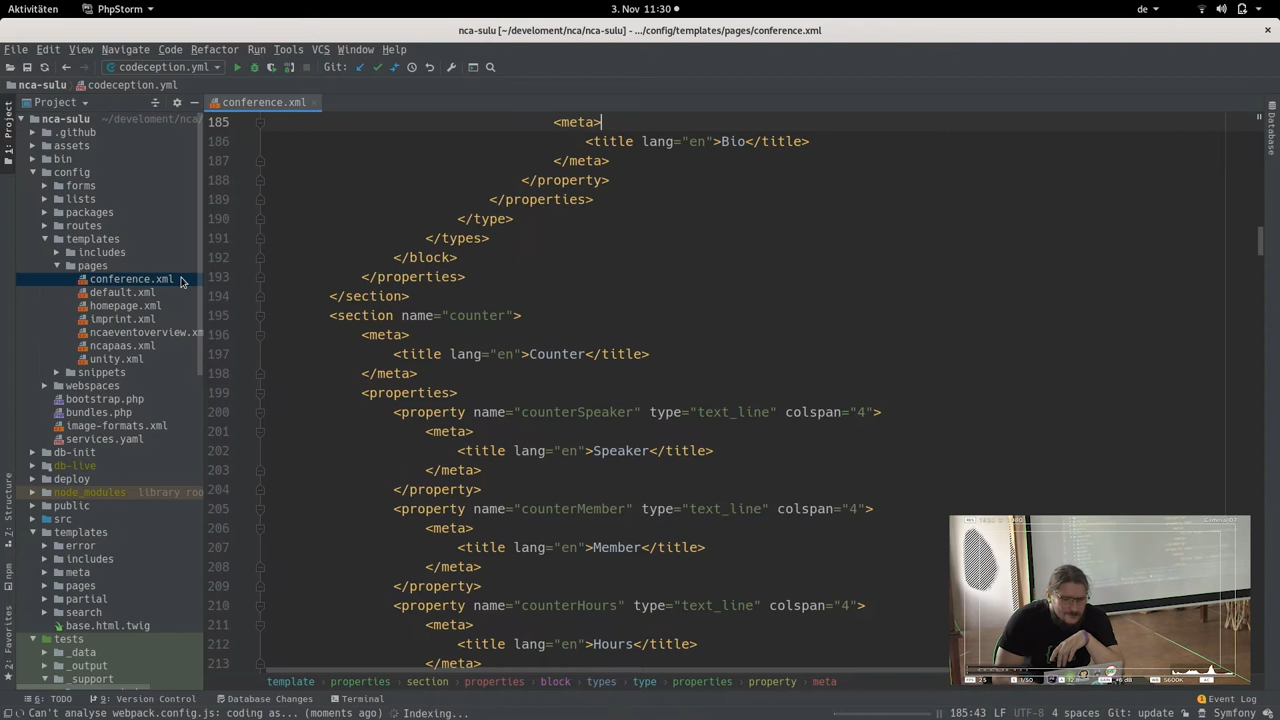 Aktivitäten PhpStorm 3. Nov 11:30 de
nca-sulu [~/develoment/nca/nca-sulu] - .../config/templates/pages/conference.xml
File Edit View Navigate Code Refactor Run Tools VCS Window Help
codeception.yml Git:
nca-sulu codeception.yml
Project conference.xml
1: Project
7: Structure
npm
2: Favorites
Database
nca-sulu ~/develoment/nca/
.github
assets
bin
config
forms
lists
packages
routes
templates
includes
pages
conference.xml
default.xml
homepage.xml
imprint.xml
ncaeventoverview.xm
ncapaas.xml
unity.xml
snippets
webspaces
bootstrap.php
bundles.php
image-formats.xml
services.yaml
db-init
db-live
deploy
node_modules library roo
public
src
templates
error
includes
meta
pages
partial
search
base.html.twig
tests
_data
_output
_support
185 <meta>
186 <title lang="en">Bio</title>
187 </meta>
188 </property>
189 </properties>
190 </type>
191 </types>
192 </block>
193 </properties>
194 </section>
195 <section name="counter">
196 <meta>
197 <title lang="en">Counter</title>
198 </meta>
199 <properties>
200 <property name="counterSpeaker" type="text_line" colspan="4">
201 <meta>
202 <title lang="en">Speaker</title>
203 </meta>
204 </property>
205 <property name="counterMember" type="text_line" colspan="4">
206 <meta>
207 <title lang="en">Member</title>
208 </meta>
209 </property>
210 <property name="counterHours" type="text_line" colspan="4">
211 <meta>
212 <title lang="en">Hours</title>
213 </meta>
template properties section properties block types type properties property meta
6: TODO 9: Version Control Database Changes Terminal Event Log
Can't analyse webpack.config.js: coding as... (moments ago) Indexing... 185:43 LF UTF-8 4 spaces Git: update Symfony